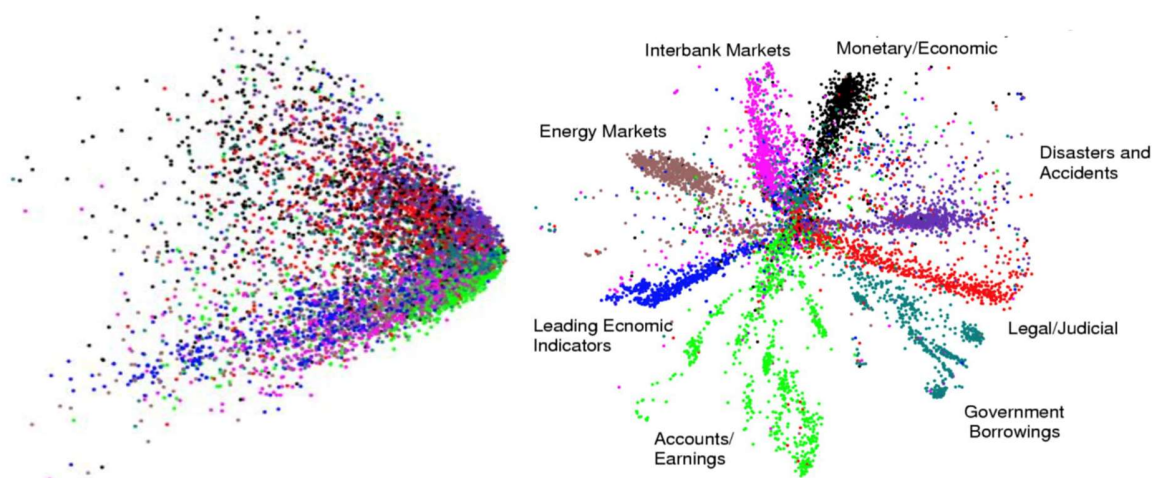 Interbank Markets
Monetary/Economic
Energy Markets
Disasters and
Accidents
Leading Ecnomic
Indicators
Legal/Judicial
Government
Borrowings
Accounts/
Earnings